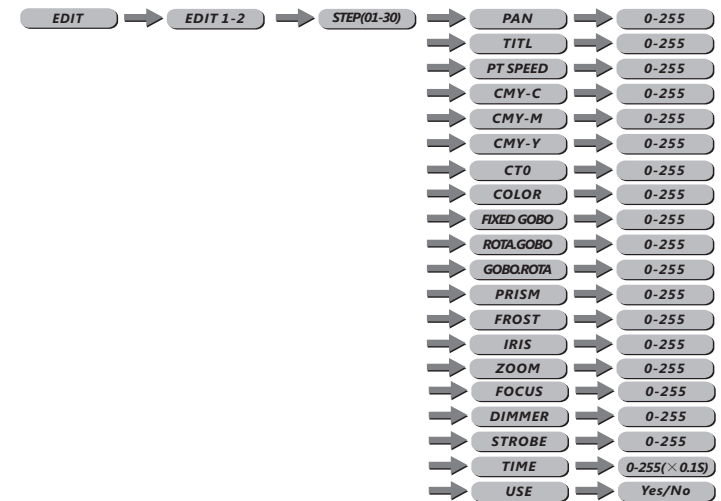 EDIT EDIT 1-2 STEP(01-30) PAN 0-255
TITL 0-255
PT SPEED 0-255
CMY-C 0-255
CMY-M 0-255
CMY-Y 0-255
CT0 0-255
COLOR 0-255
FIXED GOBO 0-255
ROTA.GOBO 0-255
GOBO.ROTA 0-255
PRISM 0-255
FROST 0-255
IRIS 0-255
ZOOM 0-255
FOCUS 0-255
DIMMER 0-255
STROBE 0-255
TIME 0-255(×0.1S)
USE Yes/No